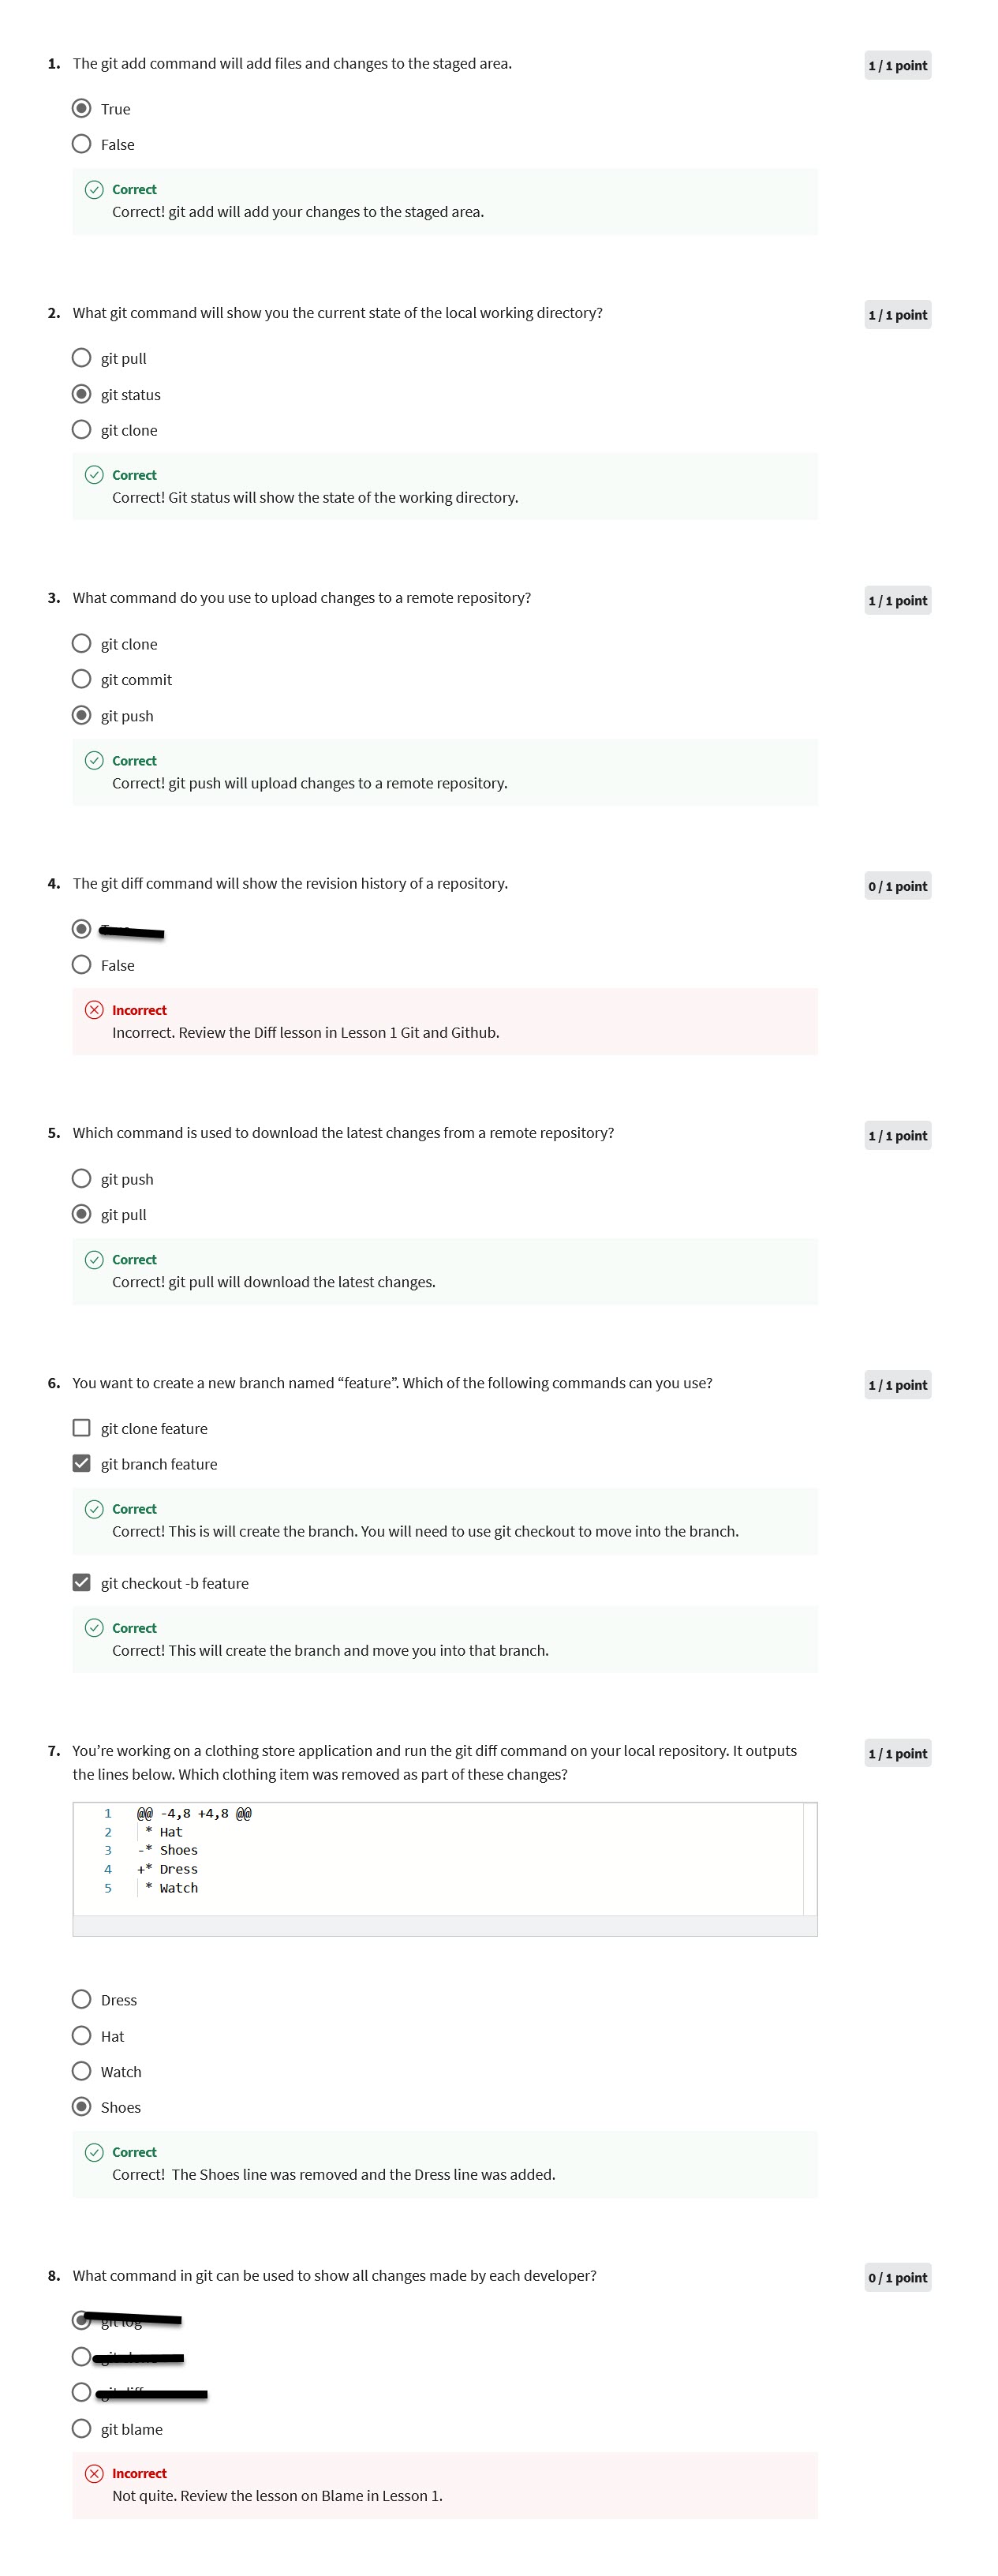 1. The git add command will add files and changes to the staged area.
1 / 1 point
True
False
Correct
Correct! git add will add your changes to the staged area.
2. What git command will show you the current state of the local working directory?
1 / 1 point
git pull
git status
git clone
Correct
Correct! Git status will show the state of the working directory.
3. What command do you use to upload changes to a remote repository?
1 / 1 point
git clone
git commit
git push
Correct
Correct! git push will upload changes to a remote repository.
4. The git diff command will show the revision history of a repository.
0 / 1 point
False
Incorrect
Incorrect. Review the Diff lesson in Lesson 1 Git and Github.
5. Which command is used to download the latest changes from a remote repository?
1 / 1 point
git push
git pull
Correct
Correct! git pull will download the latest changes.
6. You want to create a new branch named “feature”. Which of the following commands can you use?
1 / 1 point
git clone feature
git branch feature
Correct
Correct! This is will create the branch. You will need to use git checkout to move into the branch.
git checkout -b feature
Correct
Correct! This will create the branch and move you into that branch.
7. You’re working on a clothing store application and run the git diff command on your local repository. It outputs
the lines below. Which clothing item was removed as part of these changes?
1 / 1 point
1 @@ -4,8 +4,8 @@
2 * Hat
3 -* Shoes
4 +* Dress
5 * Watch
Dress
Hat
Watch
Shoes
Correct
Correct! The Shoes line was removed and the Dress line was added.
8. What command in git can be used to show all changes made by each developer?
0 / 1 point
git log
git blame
Incorrect
Not quite. Review the lesson on Blame in Lesson 1.